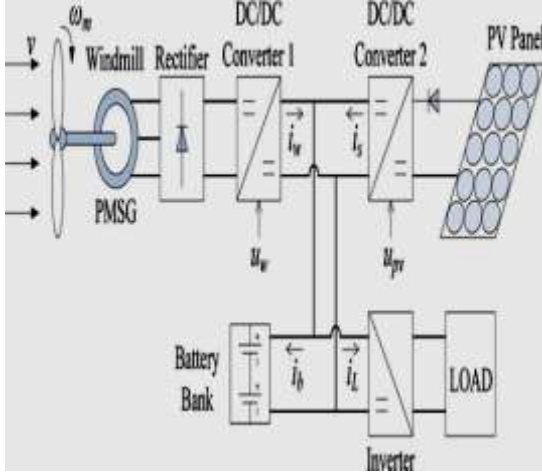 DC/DC
Converter 1
DC/DC
Converter 2
PV Panel
v
ωm
Windmill
Rectifier
PMSG
iw
is
uw
upv
Battery
Bank
+
-
+
-
ib
iL
LOAD
Inverter